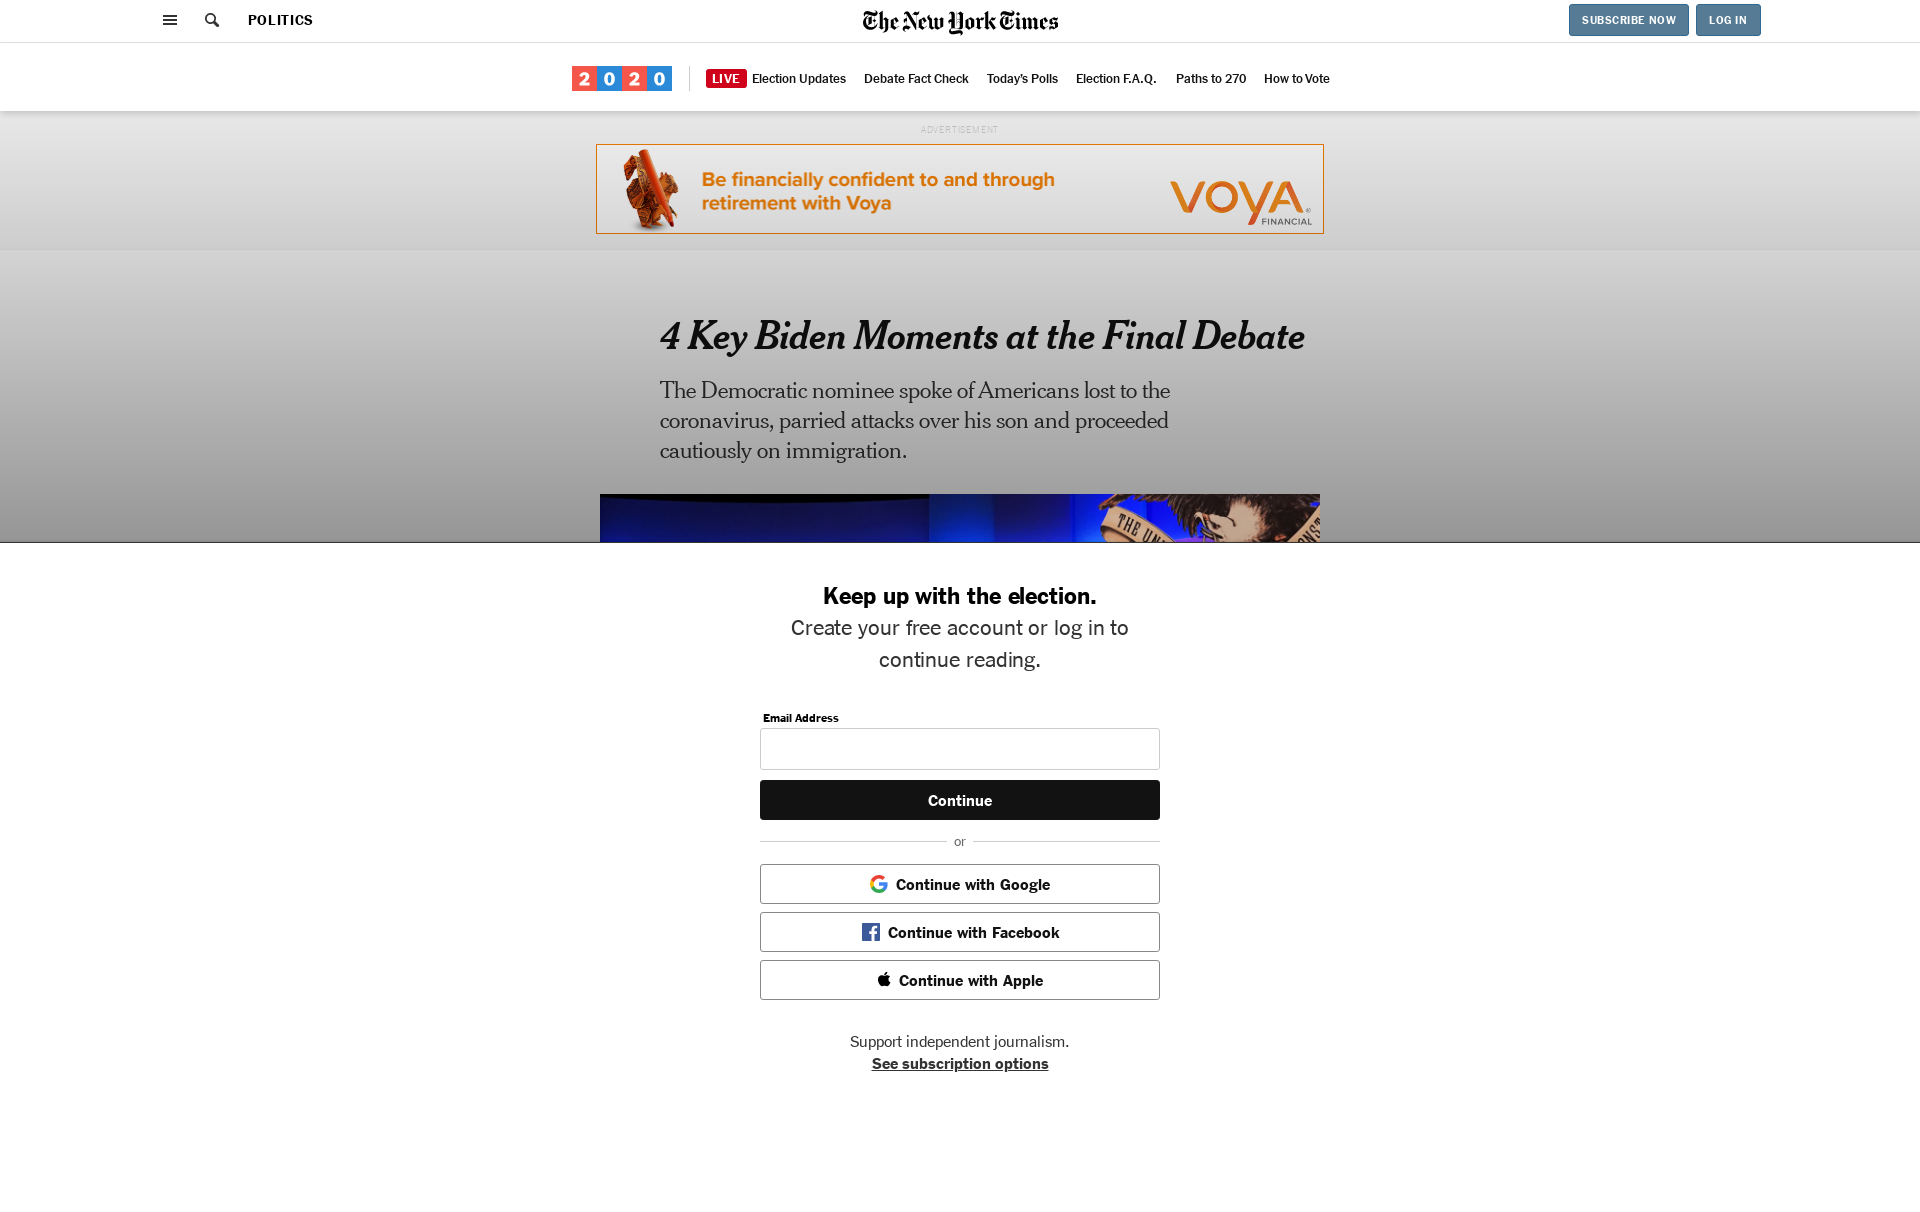 POLITICS
The New York Times
SUBSCRIBE NOW
LOG IN
2020
LIVE Election Updates
Debate Fact Check
Today's Polls
Election F.A.Q.
Paths to 270
How to Vote
ADVERTISEMENT
Be financially confident to and through
retirement with Voya
VOYA®
FINANCIAL
4 Key Biden Moments at the Final Debate
The Democratic nominee spoke of Americans lost to the
coronavirus, parried attacks over his son and proceeded
cautiously on immigration.
THE UN
ONST
Keep up with the election.
Create your free account or log in to
continue reading.
Email Address
Continue
or
Continue with Google
Continue with Facebook
Continue with Apple
Support independent journalism.
See subscription options